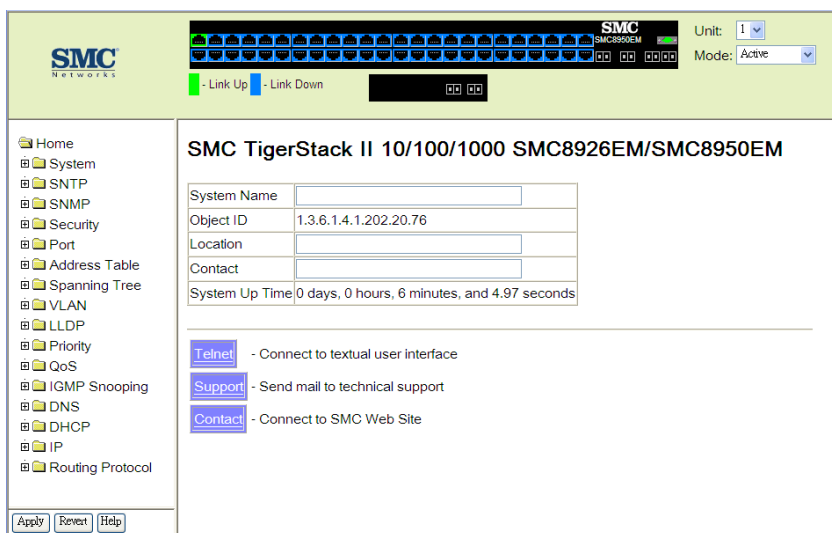 SMC
Networks
SMC
SMC8950EM
- Link Up - Link Down
Unit: 1
Mode: Active
Home
System
SNTP
SNMP
Security
Port
Address Table
Spanning Tree
VLAN
LLDP
Priority
QoS
IGMP Snooping
DNS
DHCP
IP
Routing Protocol
Apply Revert Help
SMC TigerStack II 10/100/1000 SMC8926EM/SMC8950EM
System Name
Object ID 1.3.6.1.4.1.202.20.76
Location
Contact
System Up Time 0 days, 0 hours, 6 minutes, and 4.97 seconds
Telnet - Connect to textual user interface
Support - Send mail to technical support
Contact - Connect to SMC Web Site